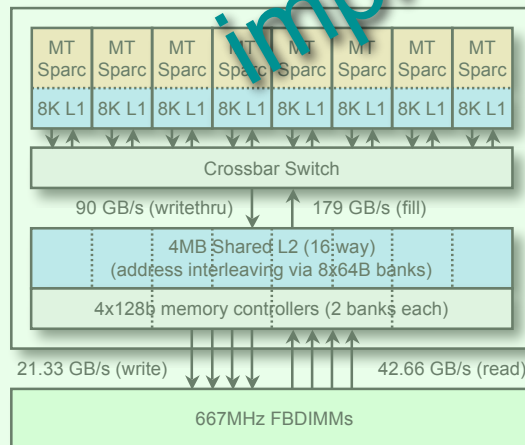 imp
MT MT MT MT MT MT MT MT
Sparc Sparc Sparc Sparc Sparc Sparc Sparc Sparc
8K L1 8K L1 8K L1 8K L1 8K L1 8K L1 8K L1 8K L1
Crossbar Switch
90 GB/s (writethru) 179 GB/s (fill)
4MB Shared L2 (16 way)
(address interleaving via 8x64B banks)
4x128b memory controllers (2 banks each)
21.33 GB/s (write) 42.66 GB/s (read)
667MHz FBDIMMs